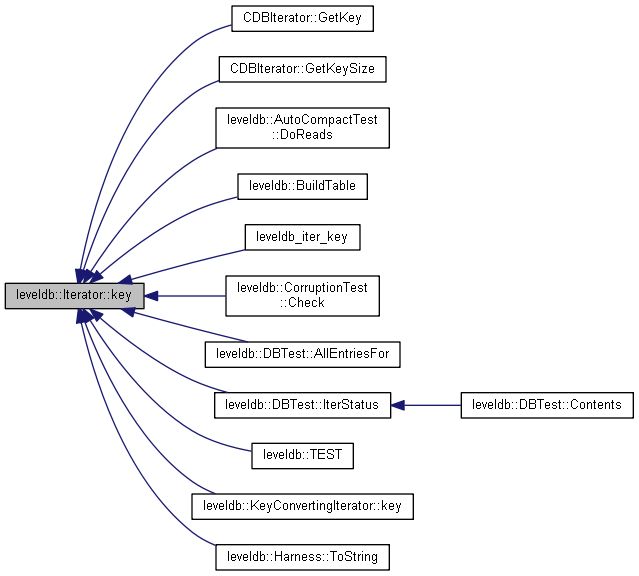 CDBIterator::GetKey
CDBIterator::GetKeySize
leveldb::AutoCompactTest
::DoReads
leveldb::BuildTable
leveldb_iter_key
leveldb::Iterator::key
leveldb::CorruptionTest
::Check
leveldb::DBTest::AllEntriesFor
leveldb::DBTest::IterStatus
leveldb::DBTest::Contents
leveldb::TEST
leveldb::KeyConvertingIterator::key
leveldb::Harness::ToString